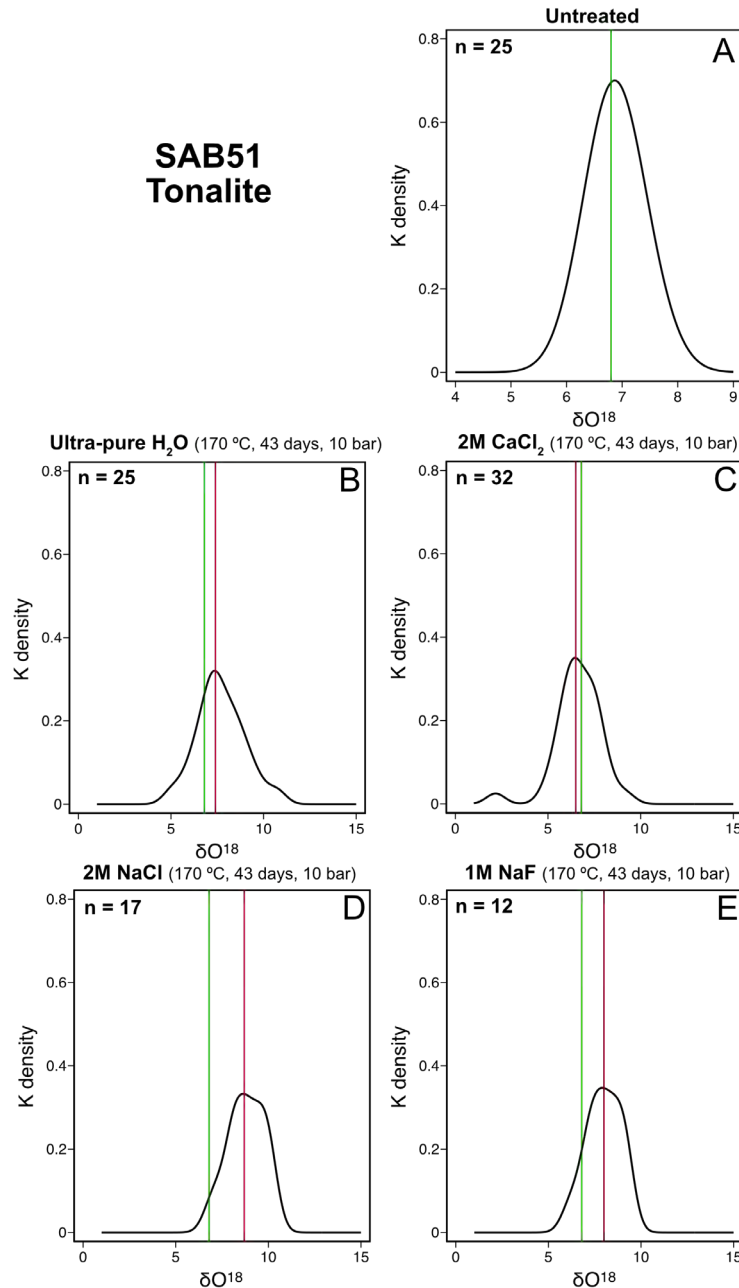 Untreated
SAB51
Tonalite
n = 25
A
0.8
0.6
0.4
0.2
0
K density
4 5 6 7 8 9
δO¹⁸
Ultra-pure H₂O (170 ºC, 43 days, 10 bar)
n = 25
B
0.8
0.6
0.4
0.2
0
K density
0 5 10 15
δO¹⁸
2M CaCl₂ (170 ºC, 43 days, 10 bar)
n = 32
C
0.8
0.6
0.4
0.2
0
K density
0 5 10 15
δO¹⁸
2M NaCl (170 ºC, 43 days, 10 bar)
n = 17
D
0.8
0.6
0.4
0.2
0
K density
0 5 10 15
δO¹⁸
1M NaF (170 ºC, 43 days, 10 bar)
n = 12
E
0.8
0.6
0.4
0.2
0
K density
0 5 10 15
δO¹⁸